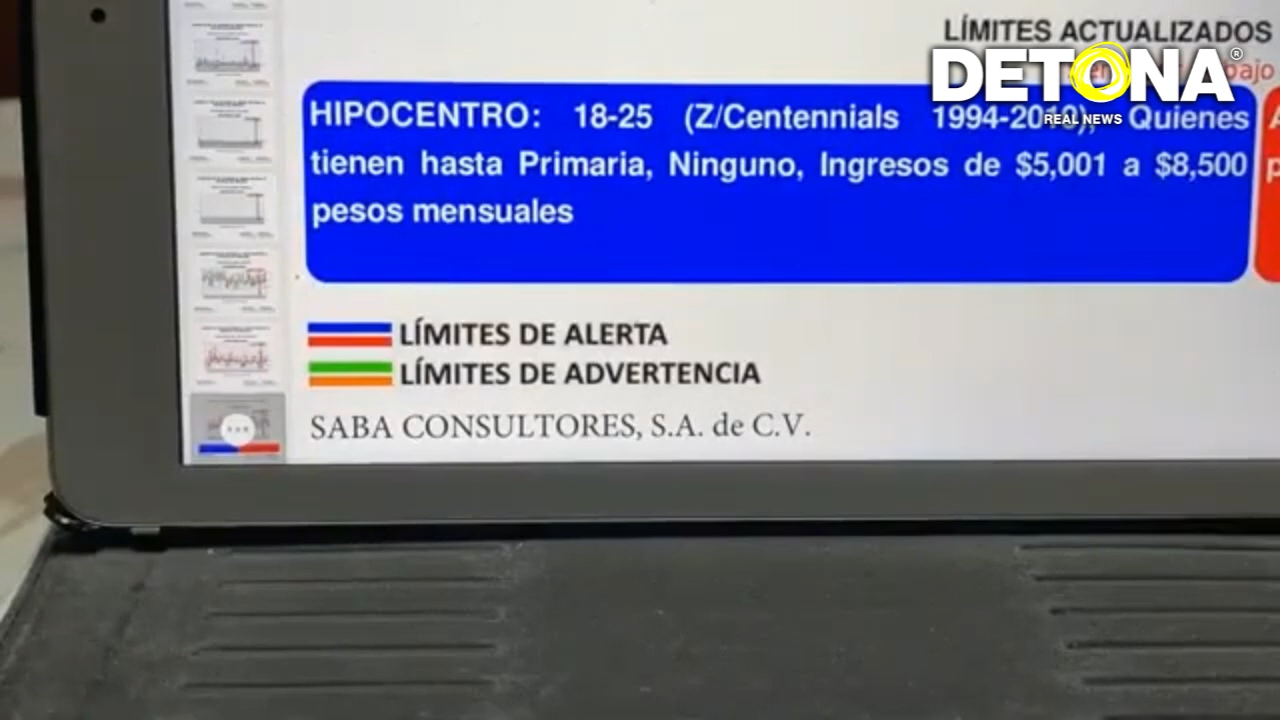 LÍMITES ACTUALIZADOS
DETONA®
REAL NEWS
HIPOCENTRO: 18-25 (Z/Centennials 1994-2010), Quienes
tienen hasta Primaria, Ninguno, Ingresos de $5,001 a $8,500
pesos mensuales
LÍMITES DE ALERTA
LÍMITES DE ADVERTENCIA
SABA CONSULTORES, S.A. de C.V.